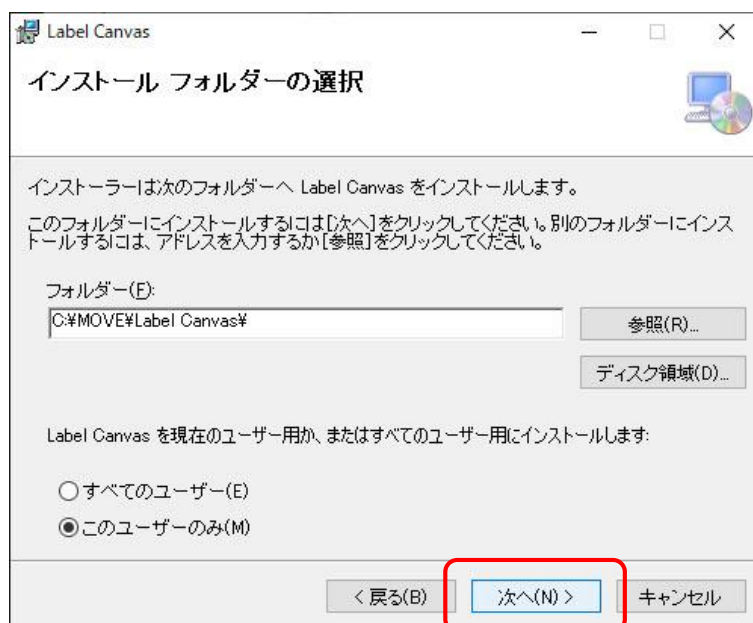 Label Canvas
インストール フォルダーの選択
インストーラーは次のフォルダーへ Label Canvas をインストールします。
このフォルダーにインストールするには[次へ]をクリックしてください。別のフォルダーにインス
トールするには、アドレスを入力するか[参照]をクリックしてください。
フォルダー(F):
C:¥MOVE¥Label Canvas¥
参照(R)...
ディスク領域(D)...
Label Canvas を現在のユーザー用か、またはすべてのユーザー用にインストールします:
すべてのユーザー(E)
このユーザーのみ(M)
< 戻る(B)
次へ(N) >
キャンセル